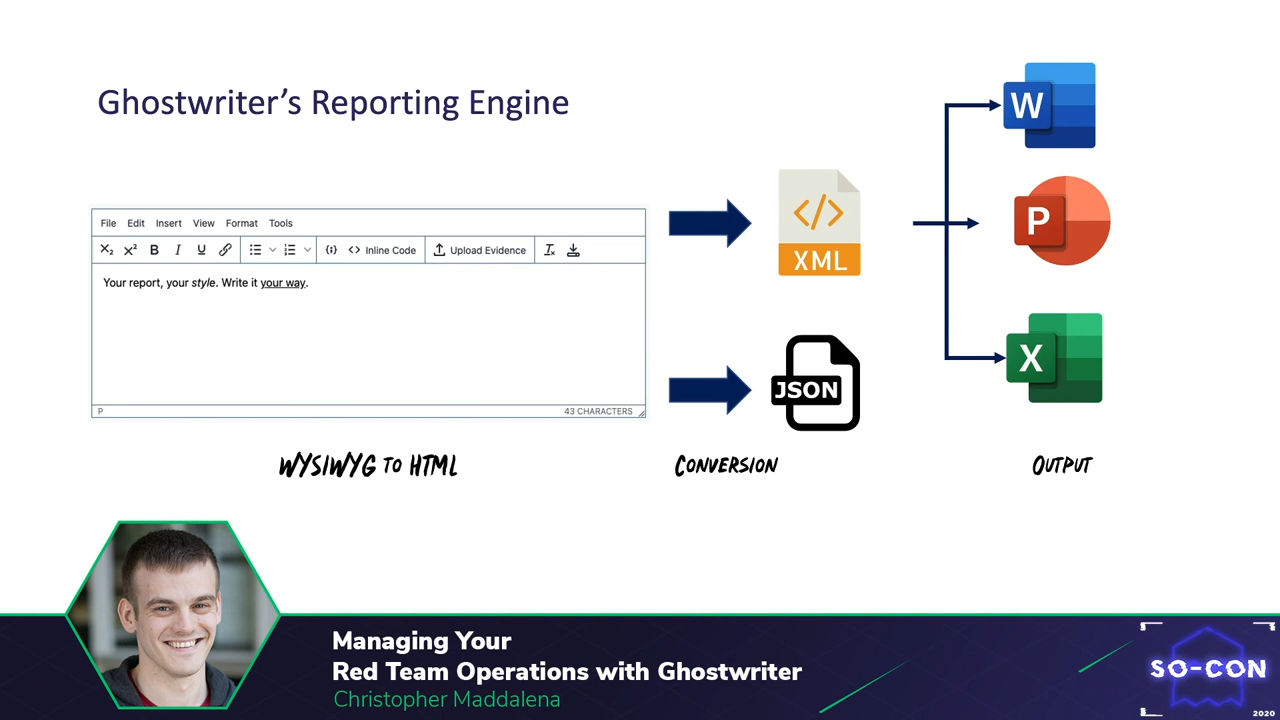 Ghostwriter's Reporting Engine
W
File Edit Insert View Format Tools
X₂ X² B I U Inline Code Upload Evidence
Your report, your style. Write it your way.
P 43 CHARACTERS
</>
XML
JSON
P
X
WYSIWYG TO HTML
CONVERSION
OUTPUT
Managing Your
Red Team Operations with Ghostwriter
Christopher Maddalena
SO-CON
2020